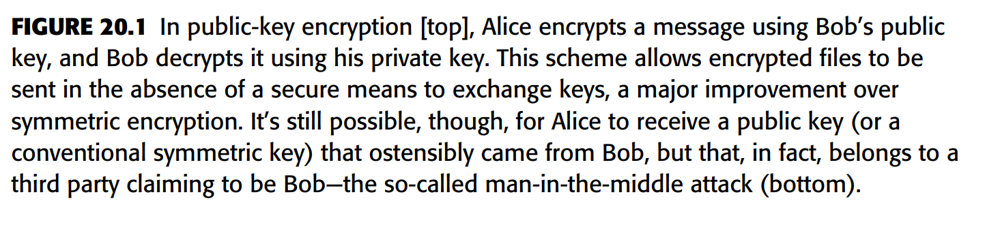 FIGURE 20.1 In public-key encryption [top], Alice encrypts a message using Bob’s public
key, and Bob decrypts it using his private key. This scheme allows encrypted files to be
sent in the absence of a secure means to exchange keys, a major improvement over
symmetric encryption. It’s still possible, though, for Alice to receive a public key (or a
conventional symmetric key) that ostensibly came from Bob, but that, in fact, belongs to a
third party claiming to be Bob—the so-called man-in-the-middle attack (bottom).